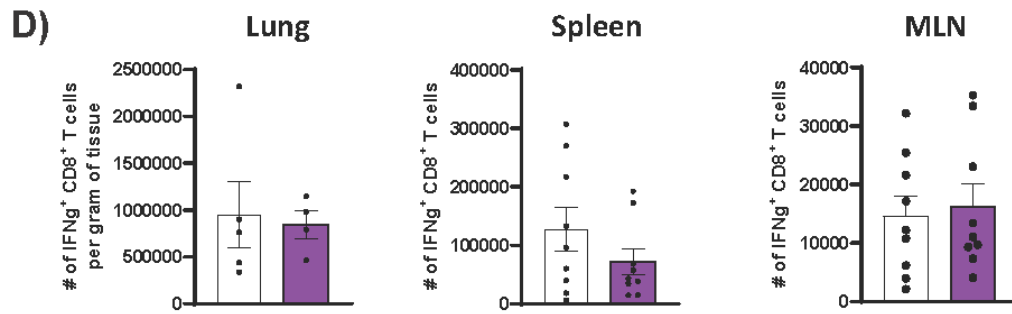 D)
Lung
# of IFNg⁺ CD8⁺ T cells
per gram of tissue
2500000
2000000
1500000
1000000
500000
0
Spleen
# of IFNg⁺ CD8⁺ T cells
400000
300000
200000
100000
0
MLN
# of IFNg⁺ CD8⁺ T cells
40000
30000
20000
10000
0